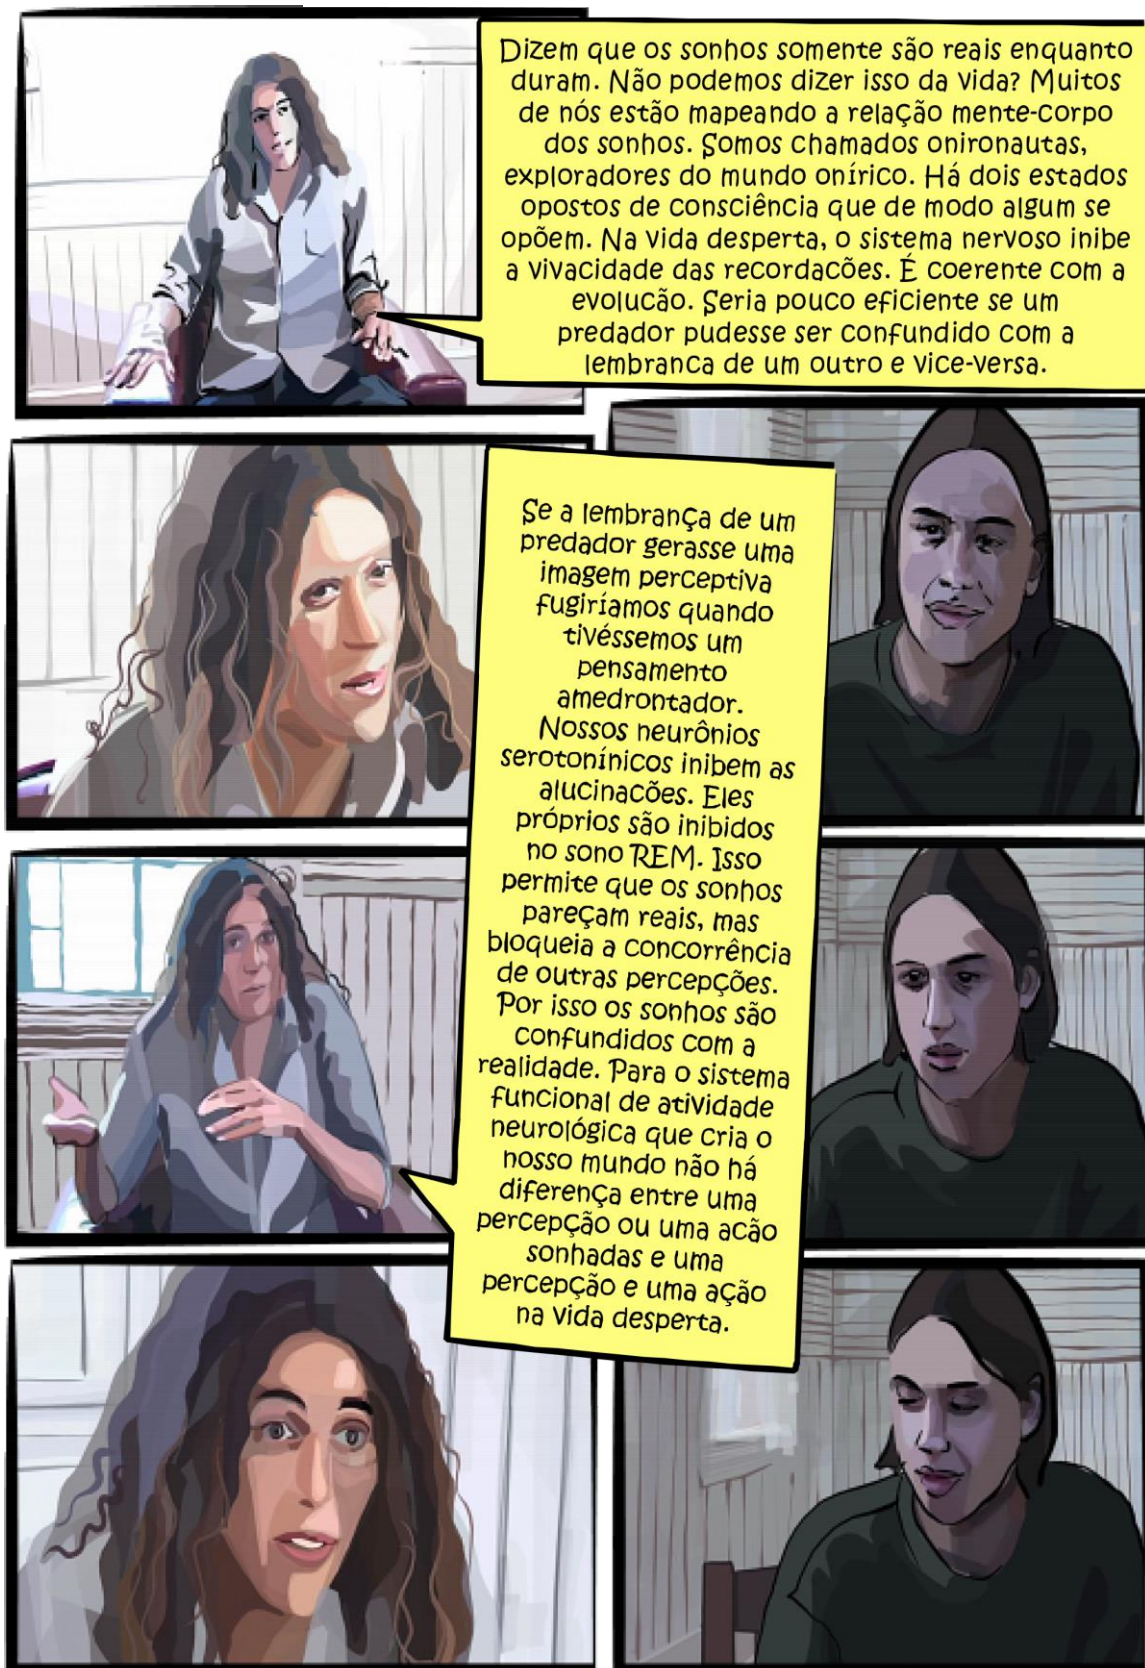 Dizem que os sonhos somente são reais enquanto
duram. Não podemos dizer isso da vida? Muitos
de nós estão mapeando a relação mente-corpo
dos sonhos. Somos chamados onironautas,
exploradores do mundo onírico. Há dois estados
opostos de consciência que de modo algum se
opõem. Na vida desperta, o sistema nervoso inibe
a vivacidade das recordacões. É coerente com a
evolucão. Seria pouco eficiente se um
predador pudesse ser confundido com a
lembranca de um outro e vice-versa.
Se a lembrança de um
predador gerasse uma
imagem perceptiva
fugiríamos quando
tivéssemos um
pensamento
amedrontador.
Nossos neurônios
serotonínicos inibem as
alucinacões. Eles
próprios são inibidos
no sono REM. Isso
permite que os sonhos
pareçam reais, mas
bloqueia a concorrência
de outras percepções.
Por isso os sonhos são
confundidos com a
realidade. Para o sistema
funcional de atividade
neurológica que cria o
nosso mundo não há
diferença entre uma
percepção ou uma acão
sonhadas e uma
percepção e uma ação
na vida desperta.